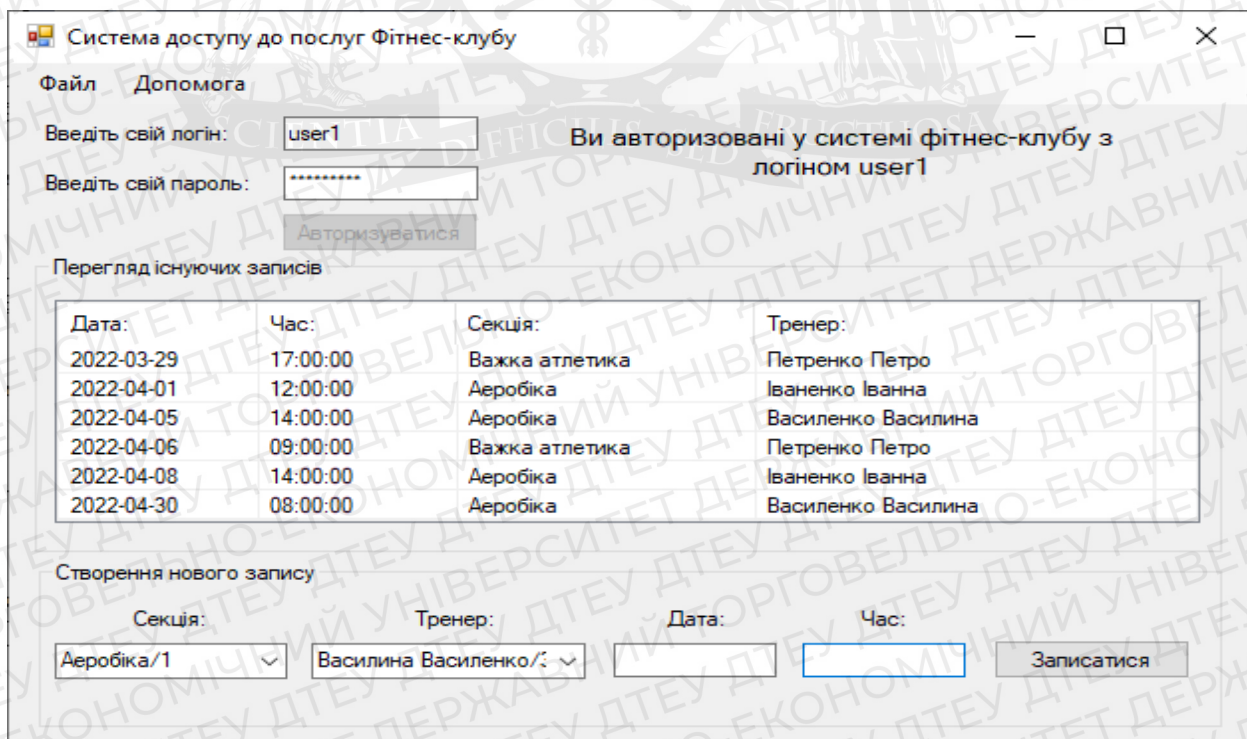 Система доступу до послуг Фітнес-клубу
Файл Допомога
Введіть свій логін: user1
Ви авторизовані у системі фітнес-клубу з
логіном user1
Введіть свій пароль: *********
Авторизуватися
Перегляд існуючих записів
Дата: Час: Секція: Тренер:
2022-03-29 17:00:00 Важка атлетика Петренко Петро
2022-04-01 12:00:00 Аеробіка Іваненко Іванна
2022-04-05 14:00:00 Аеробіка Василенко Василина
2022-04-06 09:00:00 Важка атлетика Петренко Петро
2022-04-08 14:00:00 Аеробіка Іваненко Іванна
2022-04-30 08:00:00 Аеробіка Василенко Василина
Створення нового запису
Секція: Тренер: Дата: Час:
Аеробіка/1 Василина Василенко/ Записатися
SCIENTIA DIFFICILIS SED FRUCTUOSA